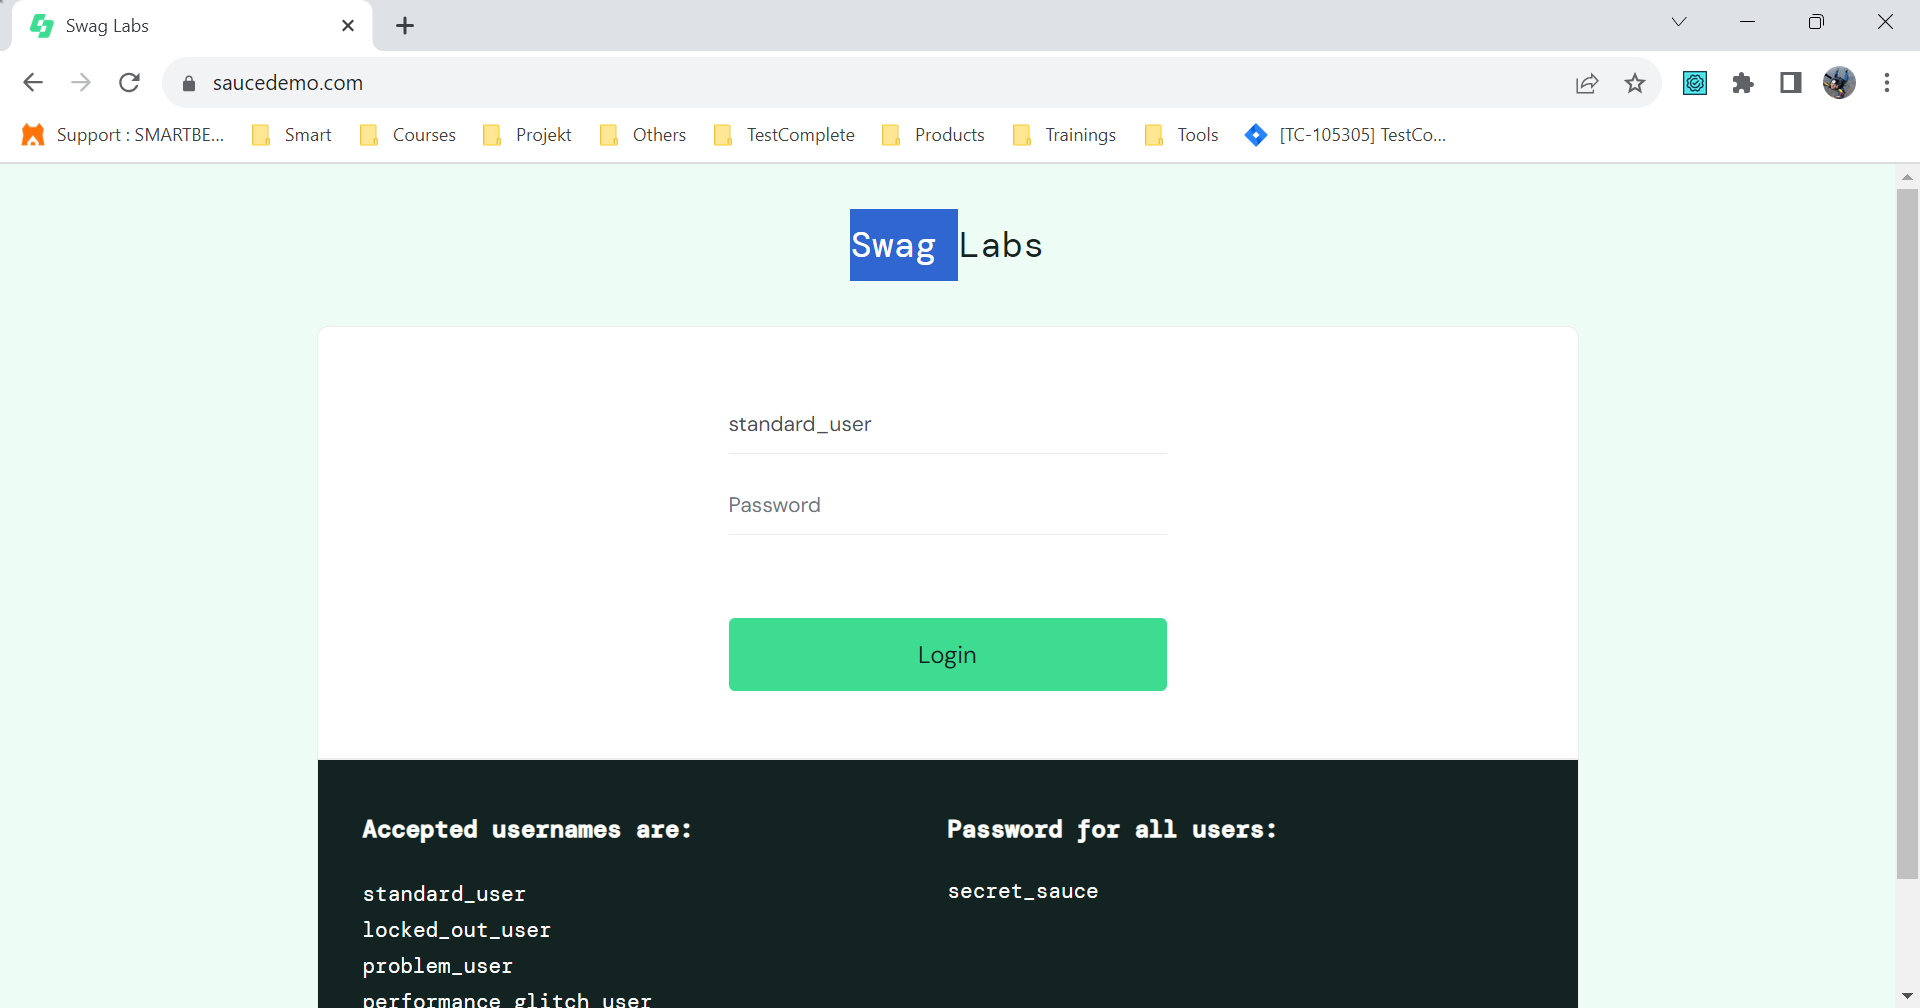 Swag Labs
saucedemo.com
Support : SMARTBE... Smart Courses Projekt Others TestComplete Products Trainings Tools [TC-105305] TestCo...
Swag Labs
standard_user
Password
Login
Accepted usernames are:
standard_user
locked_out_user
problem_user
performance_glitch_user
Password for all users:
secret_sauce